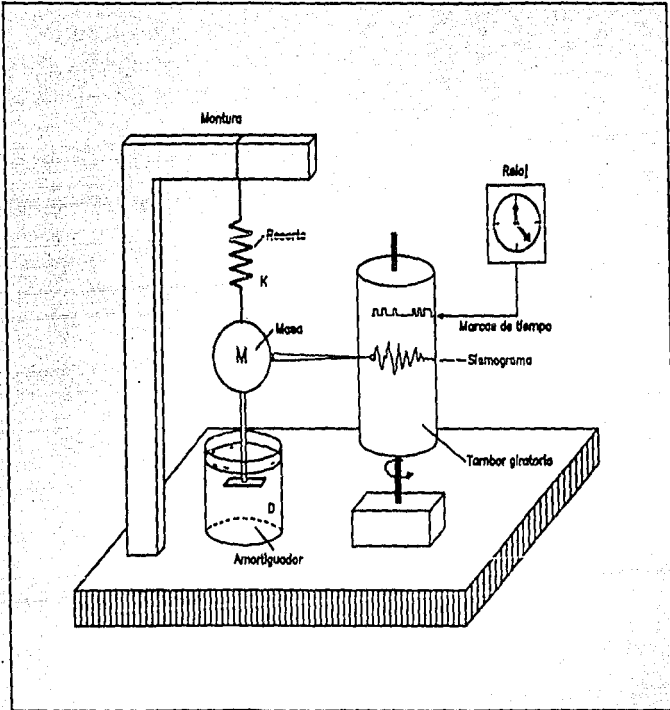 Montura
Reloj
Resorte
K
Masa
M
Marcas de tiempo
Sismograma
Tambor giratorio
D
Amortiguador